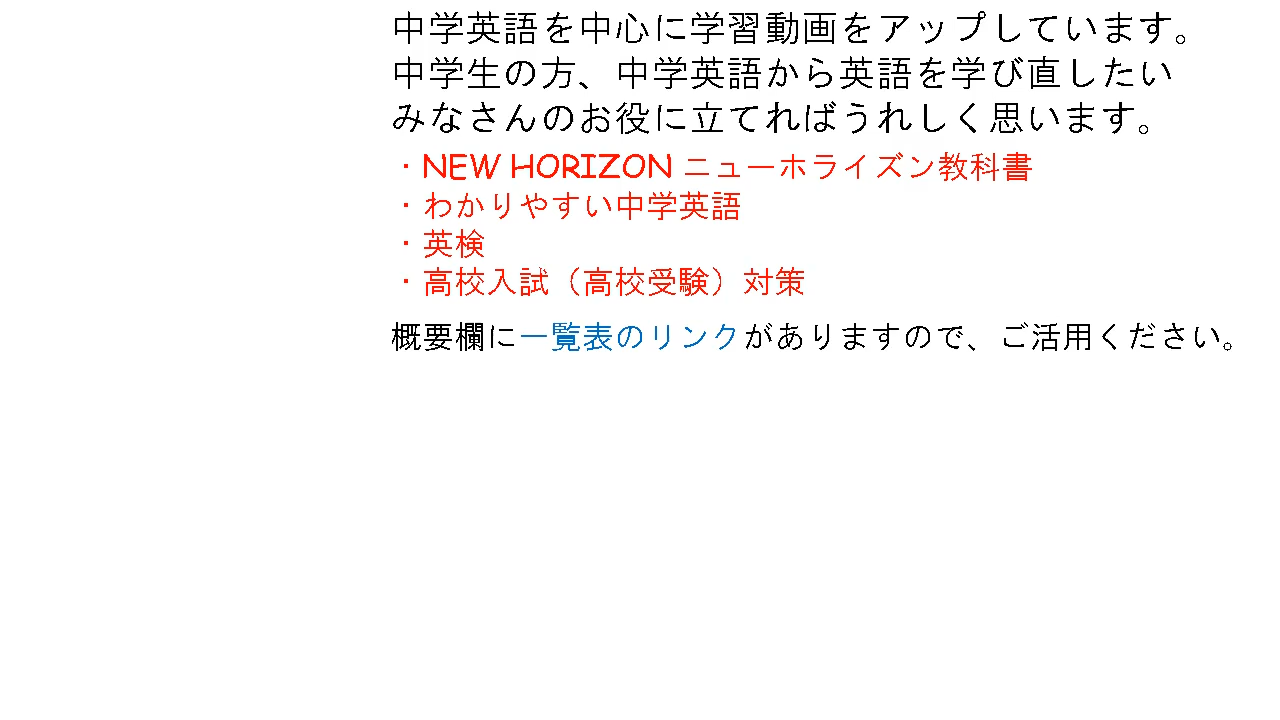 中学英語を中心に学習動画をアップしています。
中学生の方、中学英語から英語を学び直したい
みなさんのお役に立てればうれしく思います。
・NEW HORIZON ニューホライズン教科書
・わかりやすい中学英語
・英検
・高校入試（高校受験）対策
概要欄に一覧表のリンクがありますので、ご活用ください。